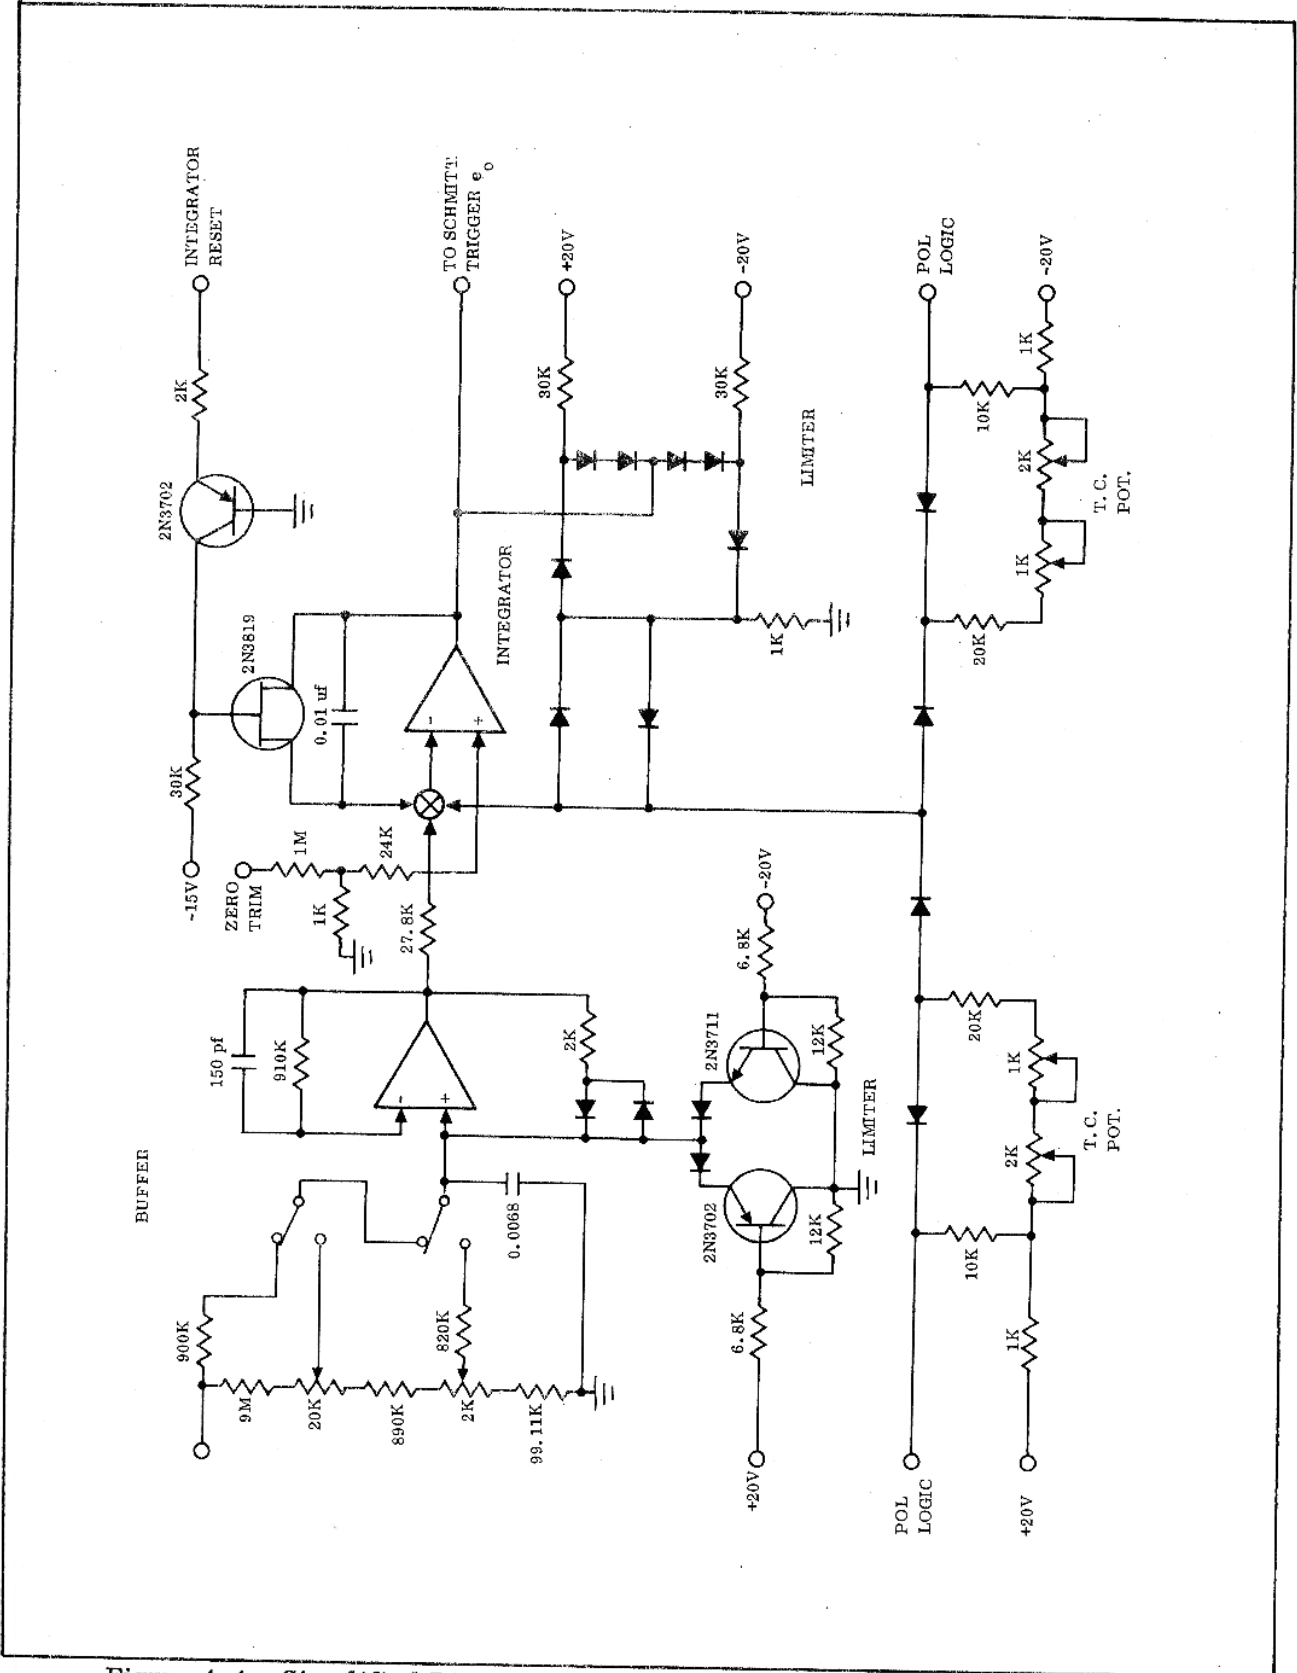 INTEGRATOR
RESET
2K
2N3702
2N3819
30K
-15V
0.01 uf
TO SCHMITT
TRIGGER e
o
INTEGRATOR
-
+
ZERO
TRIM
1M
1K
24K
27.8K
+20V
30K
-20V
30K
LIMITER
1K
BUFFER
150 pf
910K
-
+
2K
900K
9M
20K
890K
820K
2K
99.11K
0.0068
2N3711
6.8K
-20V
12K
LIMITER
2N3702
12K
6.8K
+20V
POL
LOGIC
10K
1K
-20V
2K
1K
T.C.
POT.
20K
20K
1K
2K
T.C.
POT.
10K
1K
POL
LOGIC
+20V